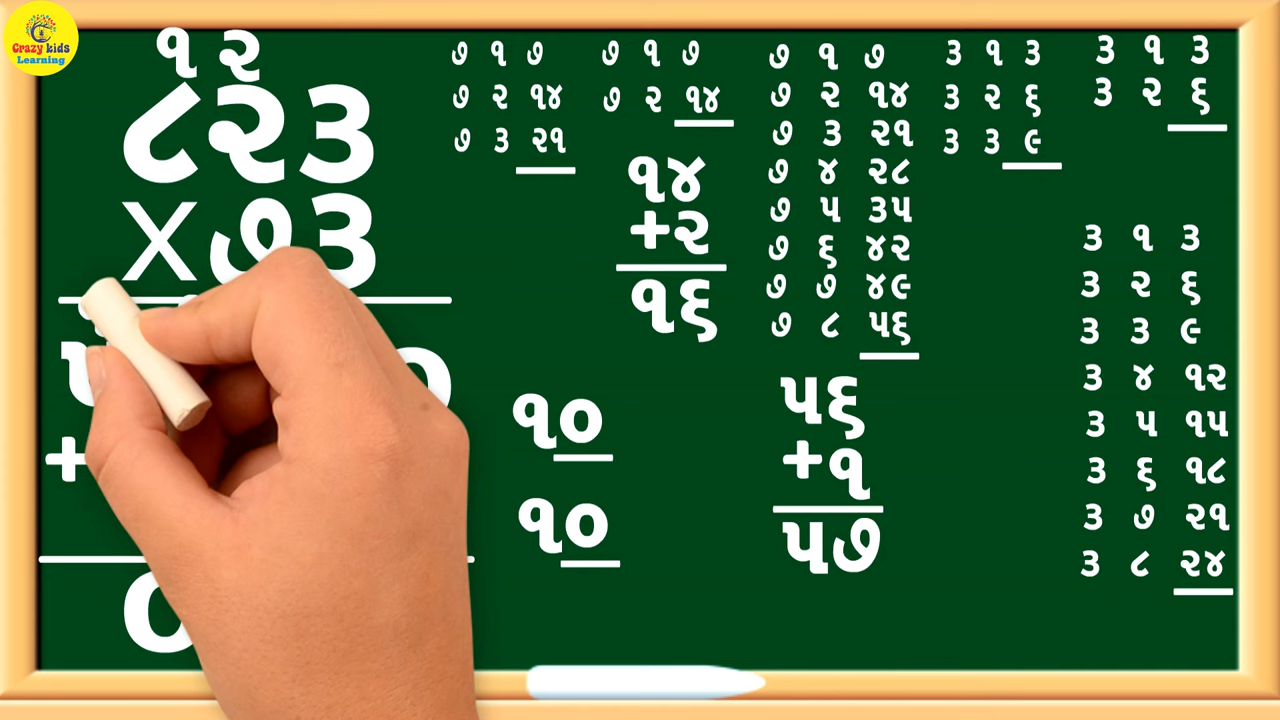 Crazy kids
Learning
૧ ૨
૮૨૩
X૭૩
૦
+
૦
૭ ૧ ૭
૭ ૨ ૧૪
૭ ૩ ૨૧
૭ ૧ ૭
૭ ૨ ૧૪
૧૪
+૨
૧૬
૧૦
૧૦
૭ ૧ ૭
૭ ૨ ૧૪
૭ ૩ ૨૧
૭ ૪ ૨૮
૭ ૫ ૩૫
૭ ૬ ૪૨
૭ ૭ ૪૯
૭ ૮ ૫૬
૫૬
+૧
૫૭
૩ ૧ ૩
૩ ૨ ૬
૩ ૩ ૯
૩ ૧ ૩
૩ ૨ ૬
૩ ૧ ૩
૩ ૨ ૬
૩ ૩ ૯
૩ ૪ ૧૨
૩ ૫ ૧૫
૩ ૬ ૧૮
૩ ૭ ૨૧
૩ ૮ ૨૪